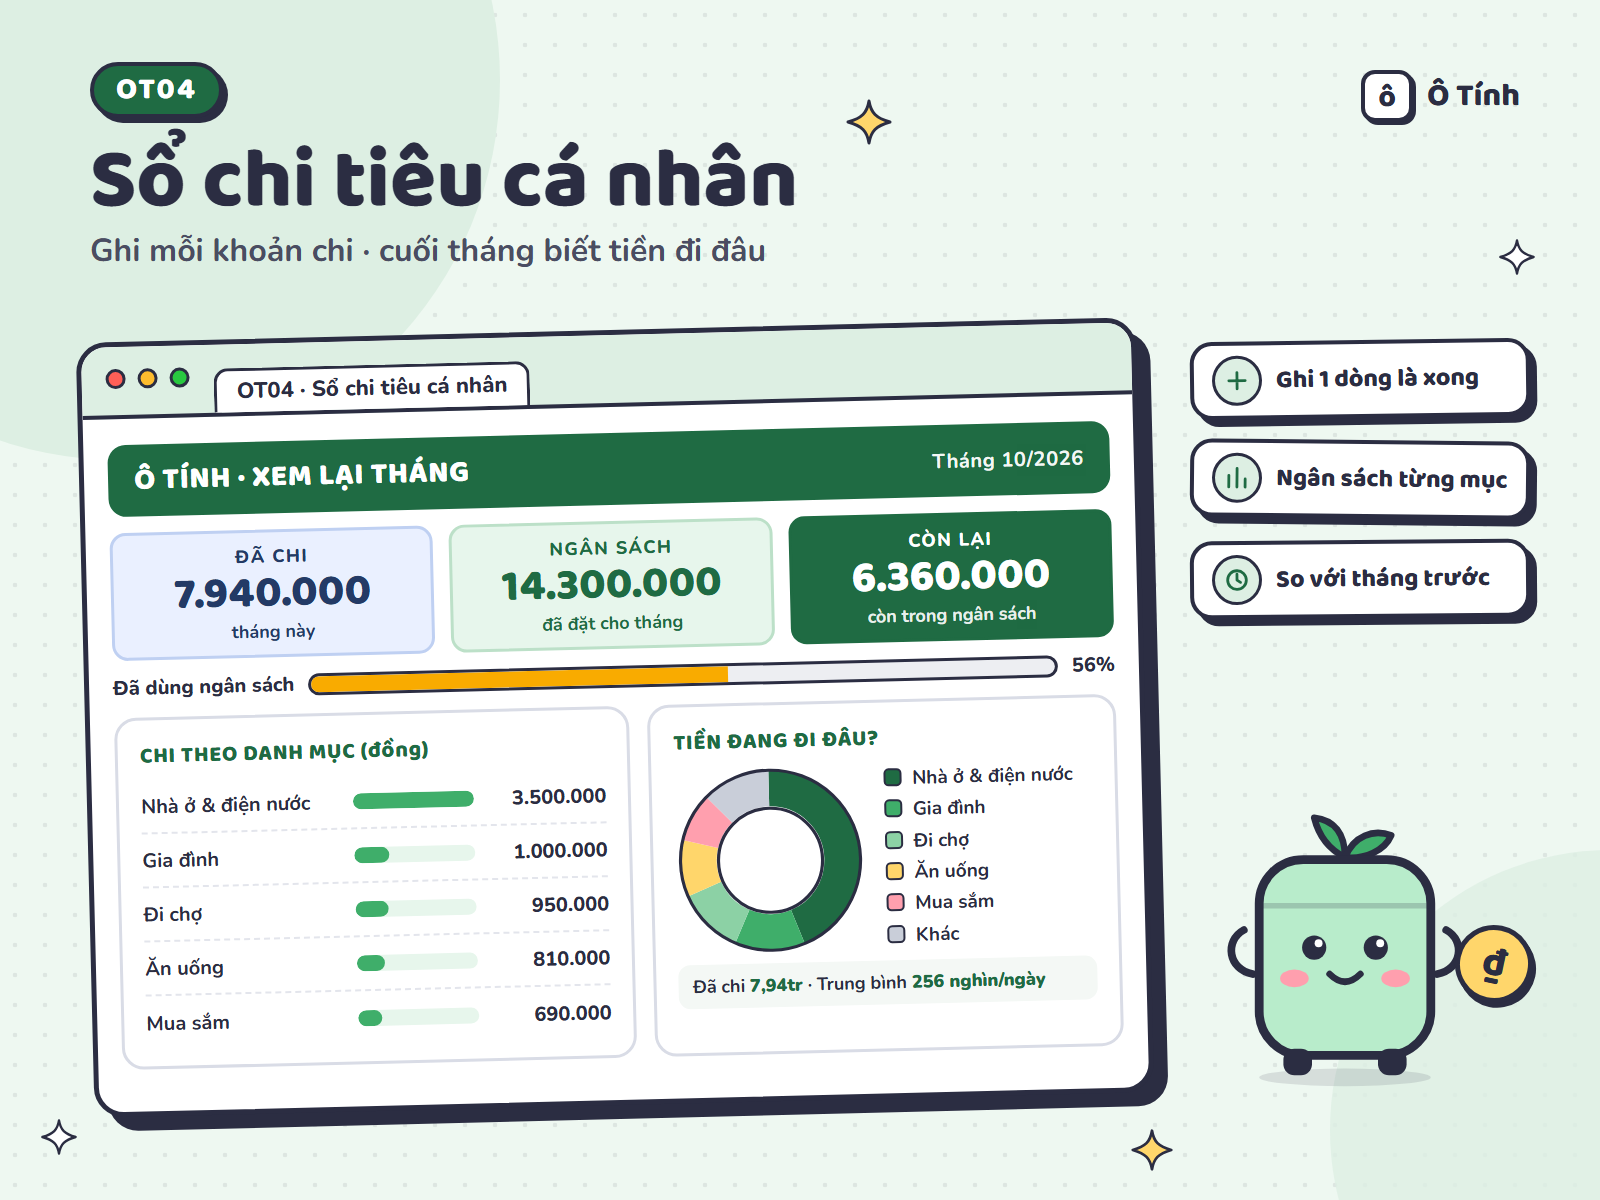 OT04
ô Ô Tính
Sổ chi tiêu cá nhân
Ghi mỗi khoản chi · cuối tháng biết tiền đi đâu
OT04 · Sổ chi tiêu cá nhân
Ô TÍNH · XEM LẠI THÁNG
Tháng 10/2026
ĐÃ CHI
7.940.000
tháng này
NGÂN SÁCH
14.300.000
đã đặt cho tháng
CÒN LẠI
6.360.000
còn trong ngân sách
Đã dùng ngân sách 56%
CHI THEO DANH MỤC (đồng)
Nhà ở & điện nước 3.500.000
Gia đình 1.000.000
Đi chợ 950.000
Ăn uống 810.000
Mua sắm 690.000
TIỀN ĐANG ĐI ĐÂU?
Nhà ở & điện nước
Gia đình
Đi chợ
Ăn uống
Mua sắm
Khác
Đã chi 7,94tr · Trung bình 256 nghìn/ngày
Ghi 1 dòng là xong
Ngân sách từng mục
So với tháng trước
₫